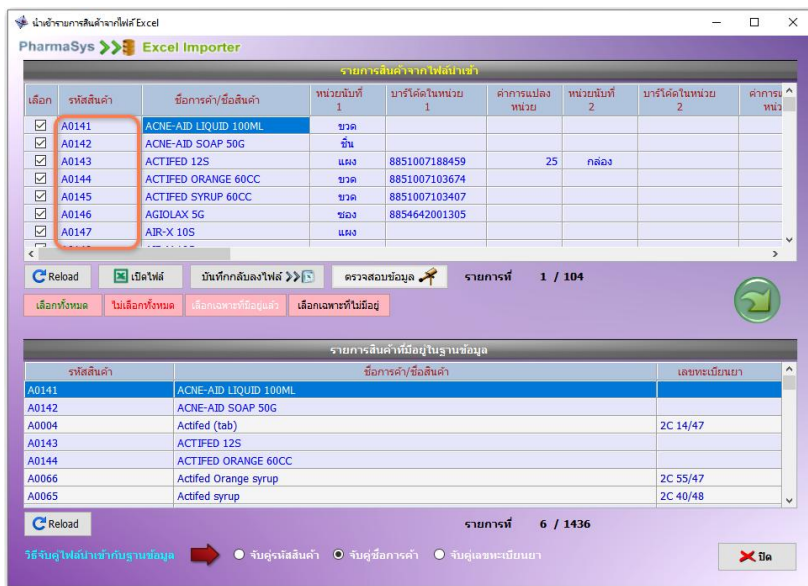 นำเข้ารายการสินค้าจากไฟล์ Excel
PharmaSys Excel Importer
รายการสินค้าจากไฟล์นำเข้า
เลือก รหัสสินค้า ชื่อการค้า/ชื่อสินค้า หน่วยนับที่ 1 บาร์โค้ดในหน่วย 1 ค่าการแปลงหน่วย หน่วยนับที่ 2 บาร์โค้ดในหน่วย 2
A0141 ACNE-AID LIQUID 100ML ขวด
A0142 ACNE-AID SOAP 50G ชิ้น
A0143 ACTIFED 12S แผง 8851007188459 25 กล่อง
A0144 ACTIFED ORANGE 60CC ขวด 8851007103674
A0145 ACTIFED SYRUP 60CC ขวด 8851007103407
A0146 AGIOLAX 5G ซอง 8854642001305
A0147 AIR-X 10S แผง
Reload เปิดไฟล์ บันทึกกลับลงไฟล์ ตรวจสอบข้อมูล รายการที่ 1 / 104
เลือกทั้งหมด ไม่เลือกทั้งหมด เลือกเฉพาะที่มีอยู่แล้ว เลือกเฉพาะที่ไม่มีอยู่
รายการสินค้าที่มีอยู่ในฐานข้อมูล
รหัสสินค้า ชื่อการค้า/ชื่อสินค้า เลขทะเบียนยา
A0141 ACNE-AID LIQUID 100ML
A0142 ACNE-AID SOAP 50G
A0004 Actifed (tab) 2C 14/47
A0143 ACTIFED 12S
A0144 ACTIFED ORANGE 60CC
A0066 Actifed Orange syrup 2C 55/47
A0065 Actifed syrup 2C 40/48
Reload รายการที่ 6 / 1436
วิธีจับคู่ไฟล์นำเข้ากับฐานข้อมูล จับคู่รหัสสินค้า จับคู่ชื่อการค้า จับคู่เลขทะเบียนยา ปิด